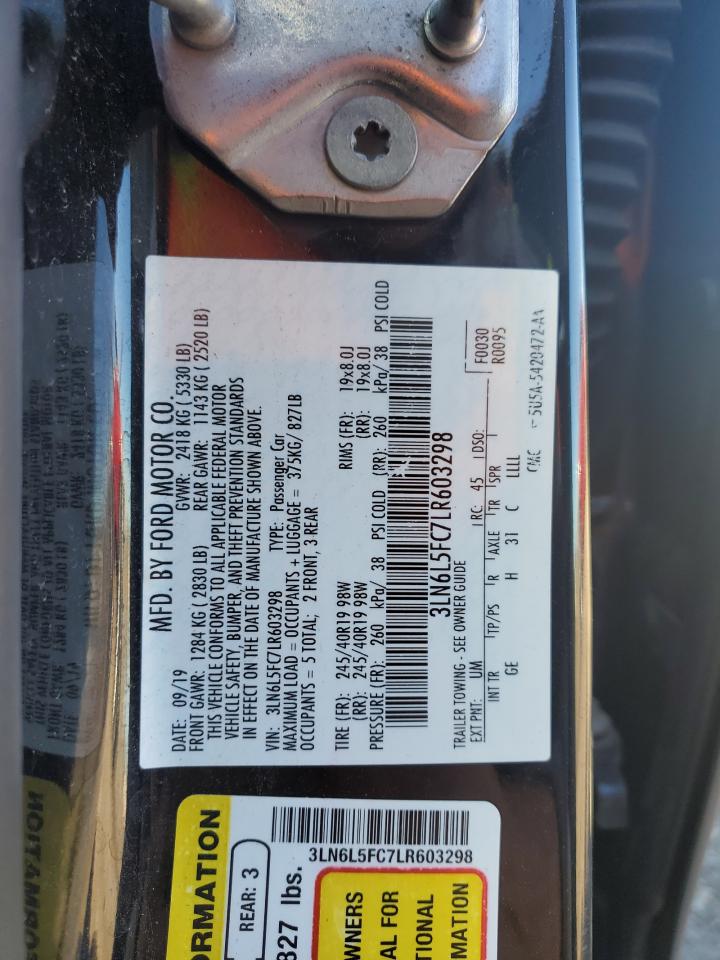 MFD. BY FORD MOTOR CO.
DATE: 09/19 GVWR: 2418 KG ( 5330 LB)
FRONT GAWR: 1284 KG ( 2830 LB) REAR GAWR: 1143 KG ( 2520 LB)
THIS VEHICLE CONFORMS TO ALL APPLICABLE FEDERAL MOTOR
VEHICLE SAFETY, BUMPER, AND THEFT PREVENTION STANDARDS
IN EFFECT ON THE DATE OF MANUFACTURE SHOWN ABOVE.
VIN: 3LN6L5FC7LR603298 TYPE: Passenger Car
MAXIMUM LOAD = OCCUPANTS + LUGGAGE = 375KG/ 827LB
OCCUPANTS = 5 TOTAL: 2 FRONT, 3 REAR
TIRE (FR): 245/40R19 98W RIMS (FR): 19x8.0J
(RR): 245/40R19 98W (RR): 19x8.0J
PRESSURE (FR): 260 kPa/ 38 PSI COLD (RR): 260 kPa/ 38 PSI COLD
3LN6L5FC7LR603298
TRAILER TOWING - SEE OWNER GUIDE
EXT PNT: UM RC: 45 DSO: F0030
INT TR TP/PS R AXLE TR SPR R0095
GE H 31 C LLLL
5U5A-5420472-AA
ORMATION
REAR: 3
827 lbs.
3LN6L5FC7LR603298
WNERS
AL FOR
TIONAL
MATION